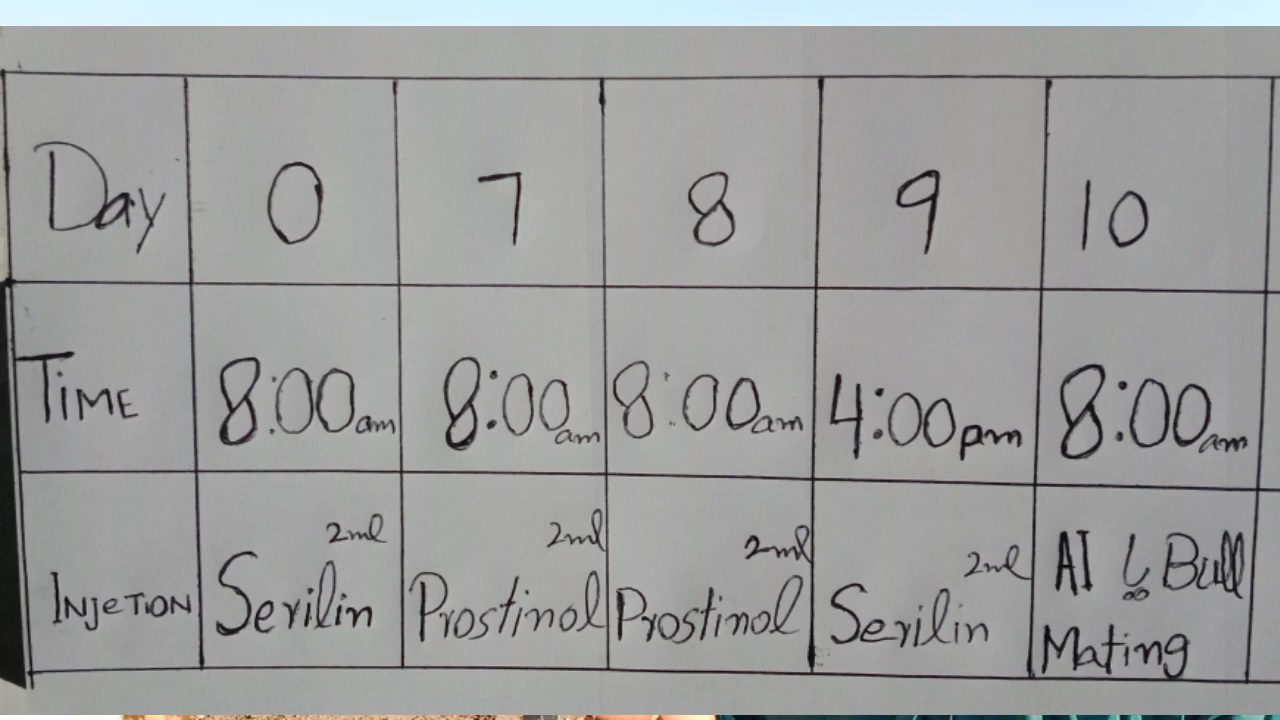 Day 0 7 8 9 10
TIME 8:00am 8:00am 8:00am 4:00pm 8:00am
INJeTION Serilin 2ml Prostinol 2ml Prostinol 2ml Serilin 2ml AI یا Bull
Mating